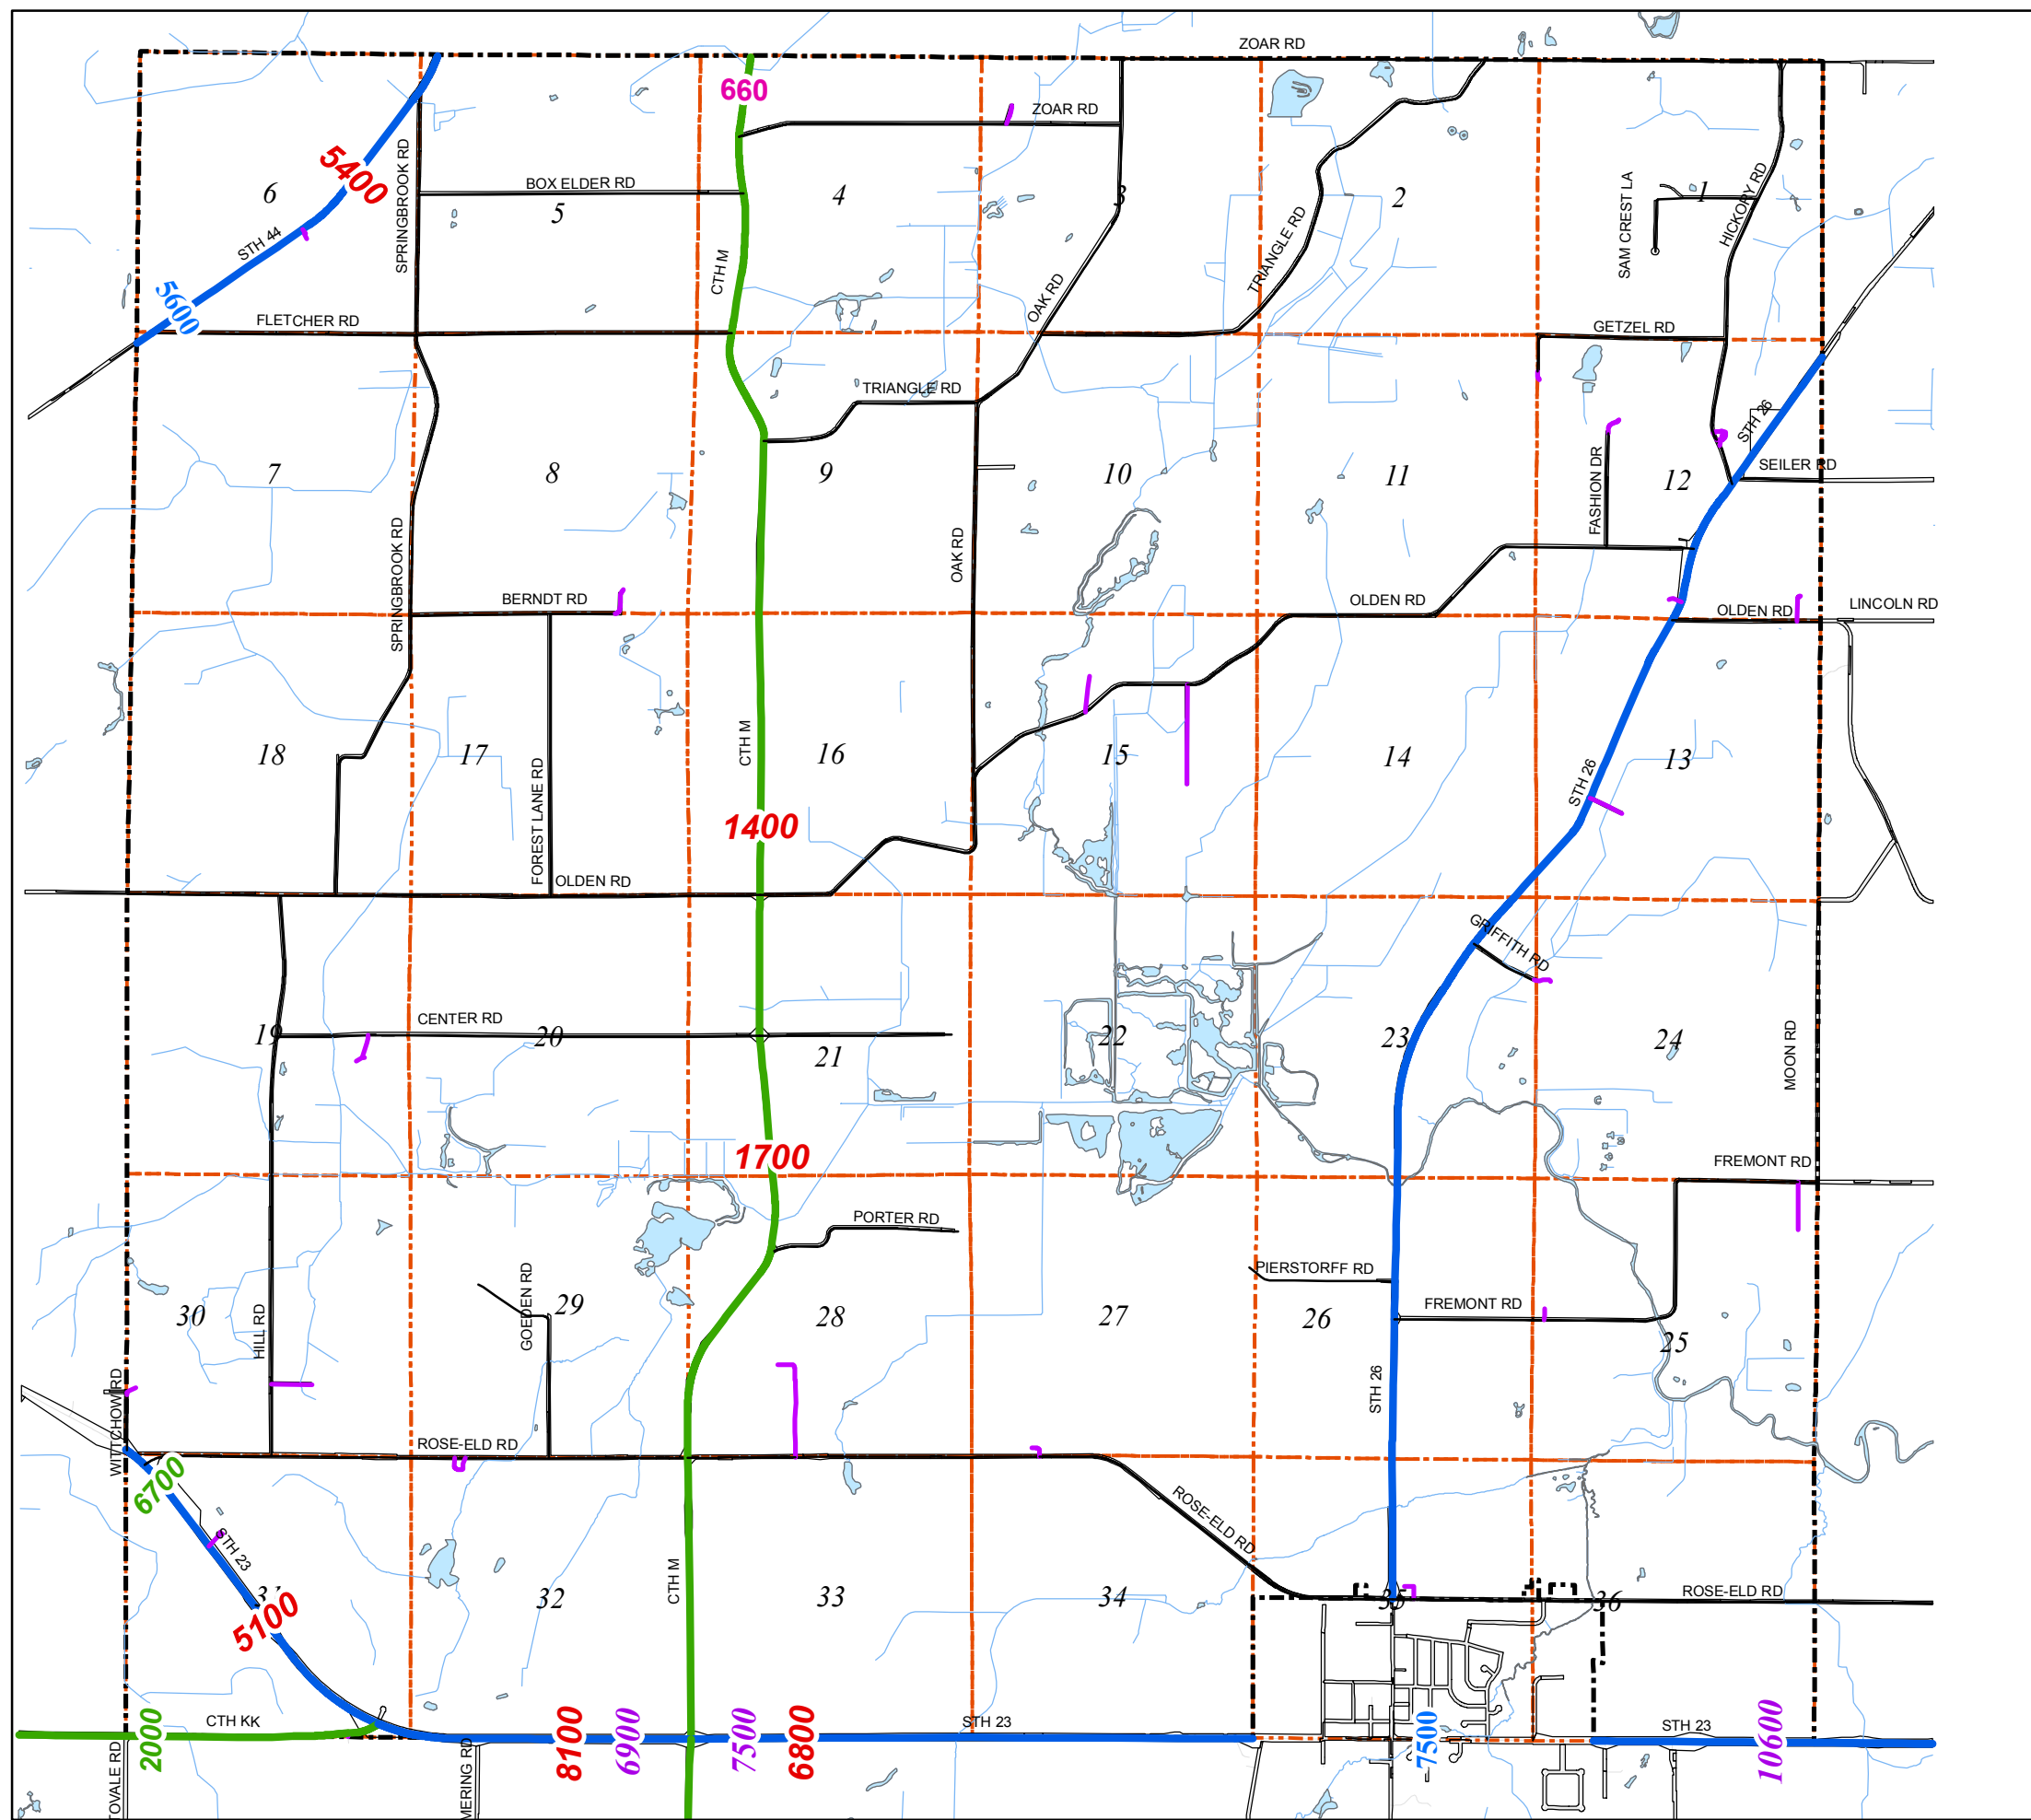 ZOAR RD
660
ZOAR RD
5400
SPRINGBROOK RD
BOX ELDER RD
6
5
4
3
2
1
SAM CREST LA
HICKORY RD
STH 44
CTH M
OAK RD
TRIANGLE RD
5600
FLETCHER RD
GETZEL RD
TRIANGLE RD
STH 26
7
8
9
10
11
12
SEILER RD
FASHION DR
SPRINGBROOK RD
OAK RD
BERNDT RD
OLDEN RD
OLDEN RD
LINCOLN RD
18
17
16
15
14
13
CTH M
FOREST LANE RD
STH 26
1400
OLDEN RD
GRIFFITH RD
CENTER RD
19
20
21
22
23
24
MOON RD
1700
FREMONT RD
PORTER RD
PIERSTORFF RD
30
HILL RD
GOEDEN RD
29
28
27
26
FREMONT RD
25
STH 26
WITTCHOW RD
ROSE-ELD RD
6700
ROSE-ELD RD
STH 23
CTH M
5100
32
33
34
35
36
ROSE-ELD RD
CTH KK
2000
8100
6900
7500
6800
STH 23
7500
STH 23
10600
TOVALE RD
MERING RD